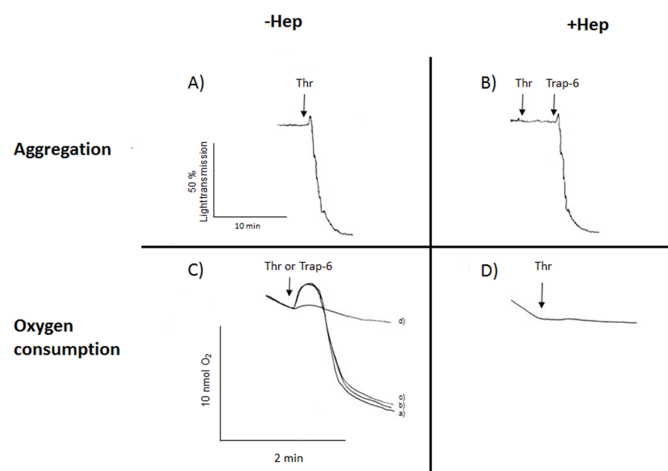 -Hep
+Hep
A)
Thr
B)
Thr
Trap-6
Aggregation
50 %
Lighttransmission
10 min
C)
Thr or Trap-6
D)
Thr
d)
Oxygen
consumption
10 nmol O₂
c)
b)
a)
2 min